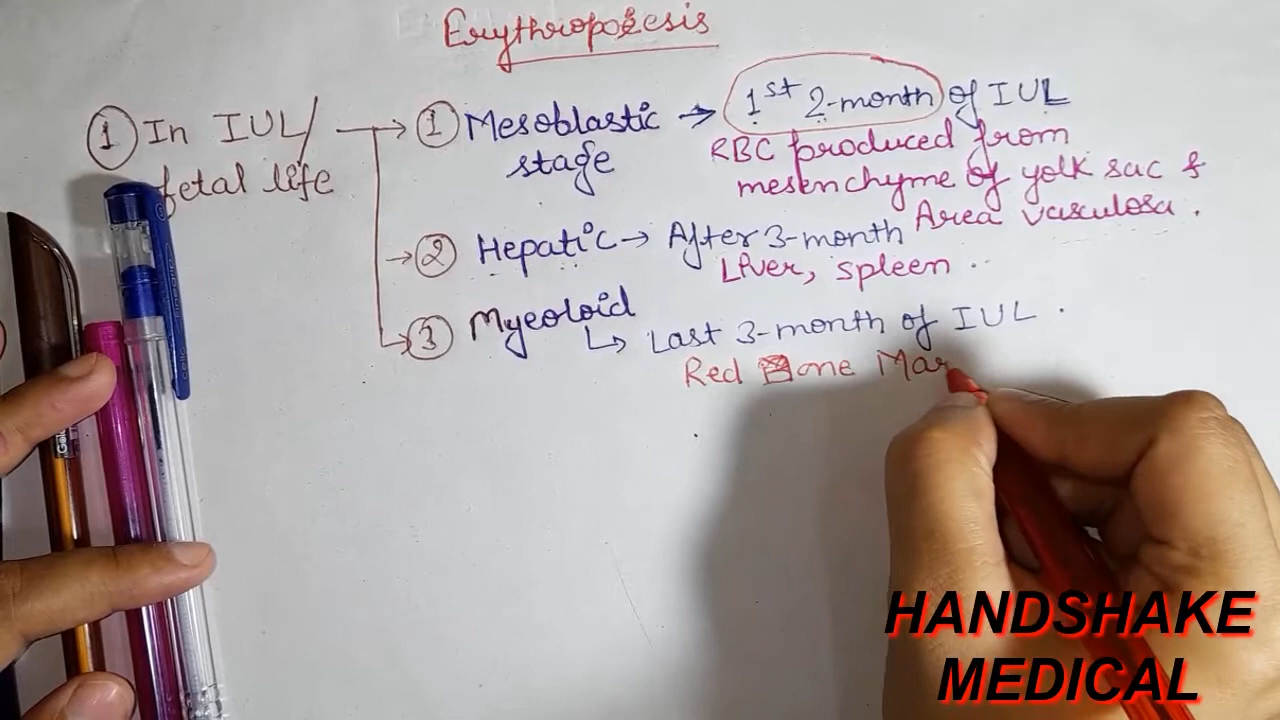 Erythropoesis
① In IUL/
fetal life
① Mesoblastic → 1st 2-month of IUL
stage
RBC produced from
mesenchyme of yolk sac &
Area vasculosa.
② Hepatic → After 3-month
Liver, spleen
③ Myeoloid
Last 3-month of IUL.
Red Bone Mar
HANDSHAKE
MEDICAL